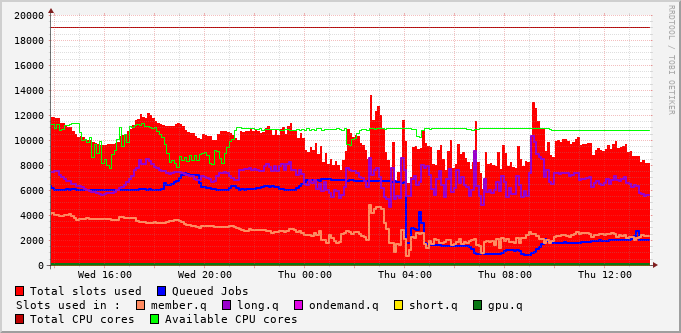 RRDTOOL / TOBI OETIKER
20000
18000
16000
14000
12000
10000
8000
6000
4000
2000
0
Wed 16:00 Wed 20:00 Thu 00:00 Thu 04:00 Thu 08:00 Thu 12:00
Total slots used Queued Jobs
Slots used in : member.q long.q ondemand.q short.q gpu.q
Total CPU cores Available CPU cores